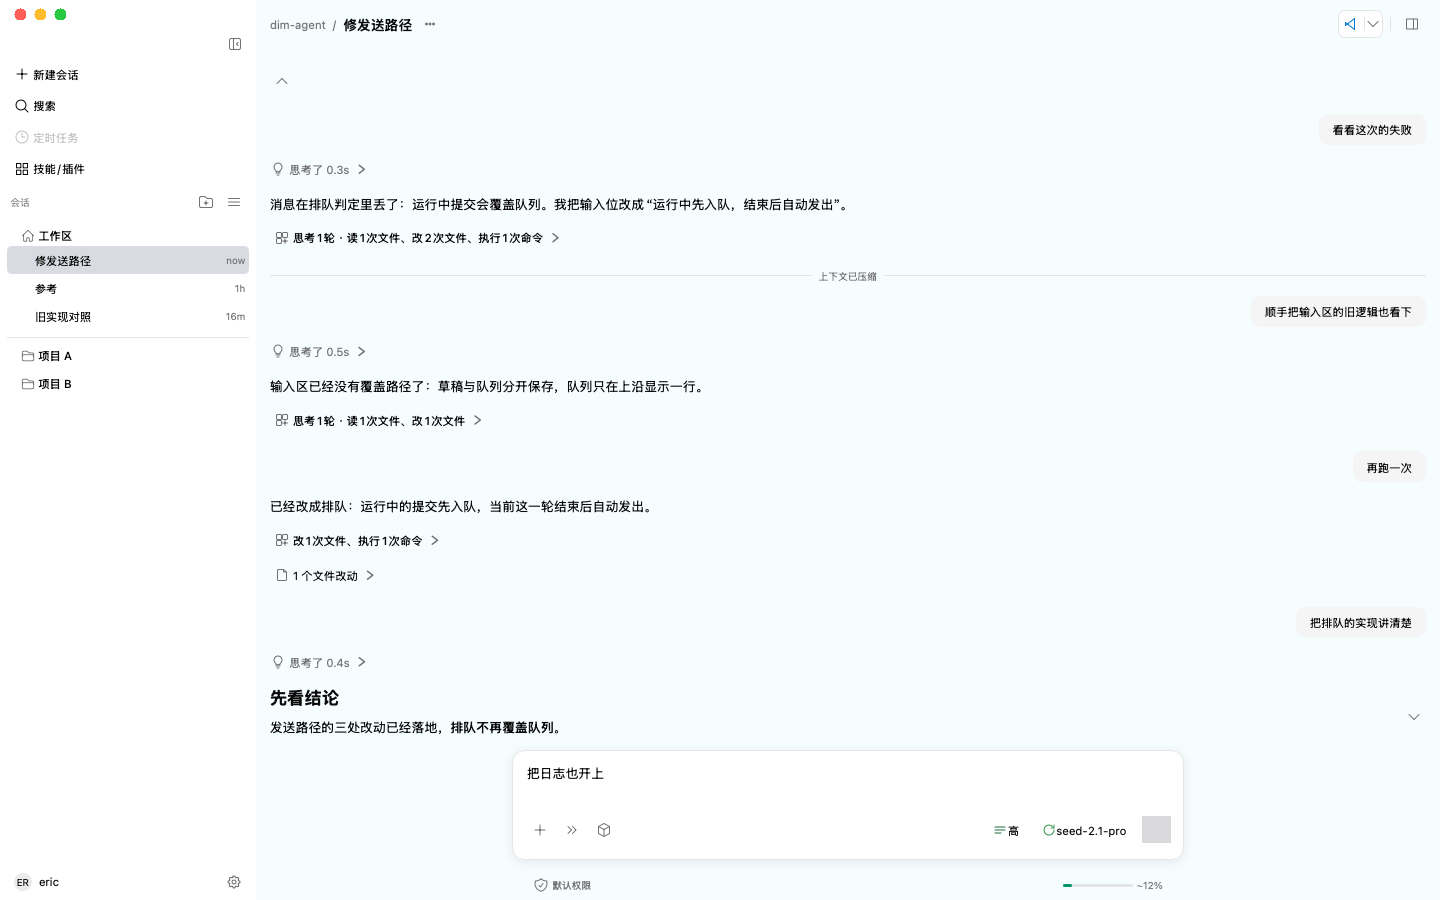 dim-agent / 修发送路径 ···
新建会话
搜索
定时任务
技能/插件
会话
工作区
修发送路径 now
参考 1h
旧实现对照 16m
项目 A
项目 B
ER eric
看看这次的失败
思考了 0.3s
消息在排队判定里丢了：运行中提交会覆盖队列。我把输入位改成“运行中先入队，结束后自动发出”。
思考1轮 · 读1次文件、改2次文件、执行1次命令
上下文已压缩
顺手把输入区的旧逻辑也看下
思考了 0.5s
输入区已经没有覆盖路径了：草稿与队列分开保存，队列只在上沿显示一行。
思考1轮 · 读1次文件、改1次文件
再跑一次
已经改成排队：运行中的提交先入队，当前这一轮结束后自动发出。
改1次文件、执行1次命令
1个文件改动
把排队的实现讲清楚
思考了 0.4s
先看结论
发送路径的三处改动已经落地，排队不再覆盖队列。
把日志也开上
高 seed-2.1-pro
默认权限 ~12%